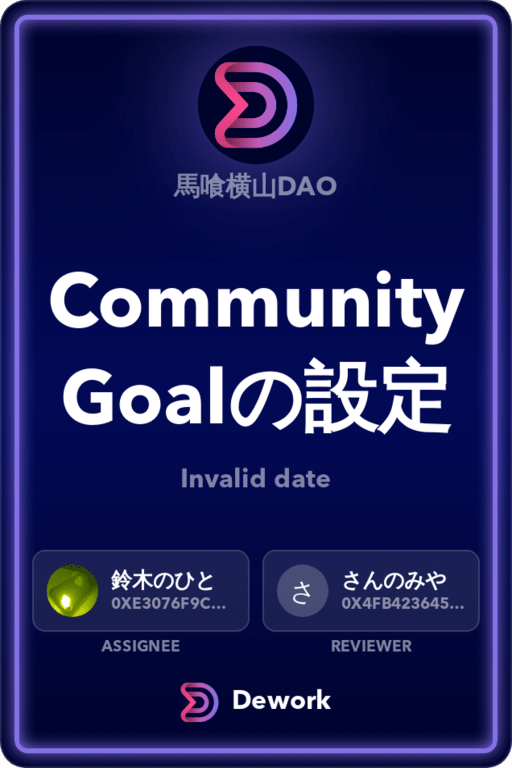 馬喰横山DAO
Community
Goalの設定
Invalid date
鈴木のひと
0XE3076F9C...
さ
さんのみや
0X4FB423645...
ASSIGNEE
REVIEWER
Dework